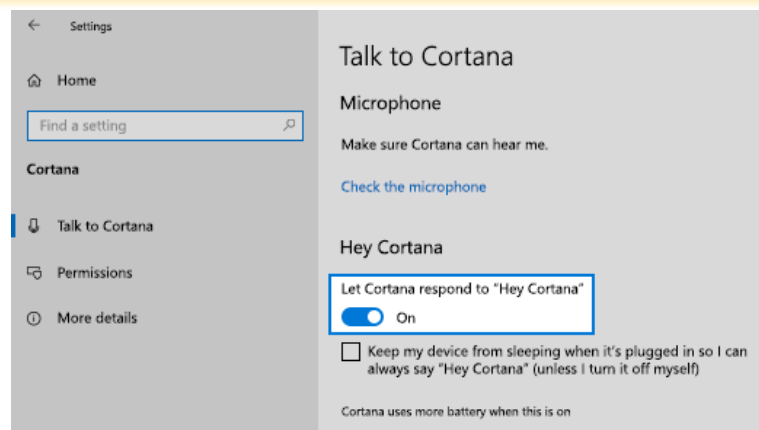 Settings
Home
Find a setting
Cortana
Talk to Cortana
Permissions
More details
Talk to Cortana
Microphone
Make sure Cortana can hear me.
Check the microphone
Hey Cortana
Let Cortana respond to "Hey Cortana"
On
Keep my device from sleeping when it's plugged in so I can
always say "Hey Cortana" (unless I turn it off myself)
Cortana uses more battery when this is on